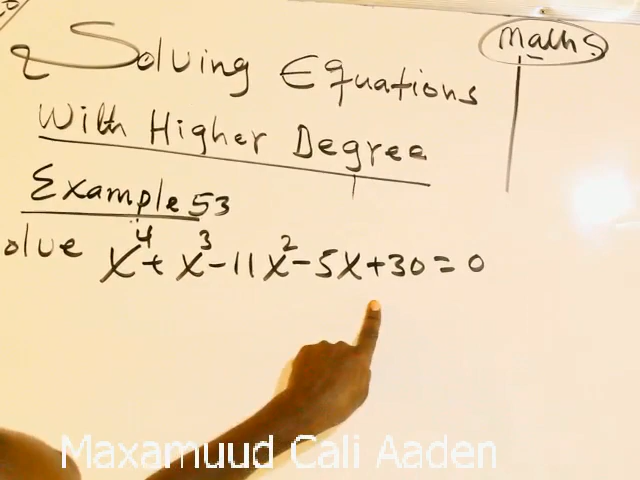 Maths
Solving Equations
With Higher Degree
Example 53
olve x⁴ + x³ - 11x² - 5x + 30 = 0
Maxamuud Cali Aaden